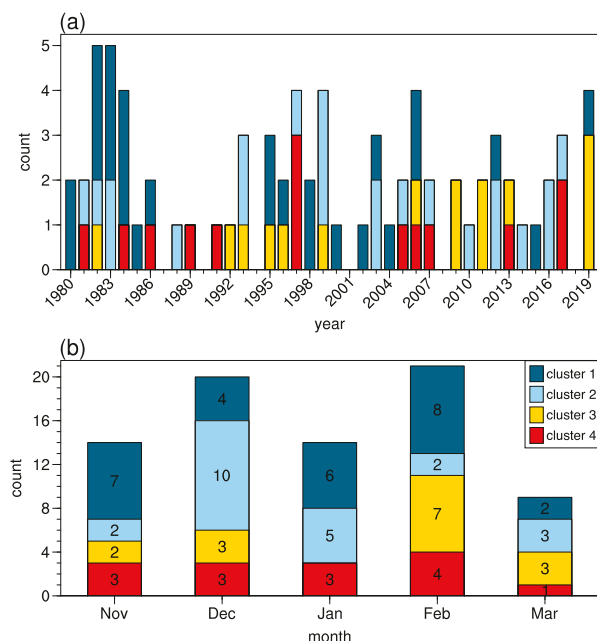 (a)
5
4
3
2
1
0
count
1980 1983 1986 1989 1992 1995 1998 2001 2004 2007 2010 2013 2016 2019
year
(b)
20
16
12
8
4
0
count
cluster 1
cluster 2
cluster 3
cluster 4
7 2 2 3
4 10 3 3
6 5 3
8 2 7 4
2 3 3 1
Nov Dec Jan Feb Mar
month